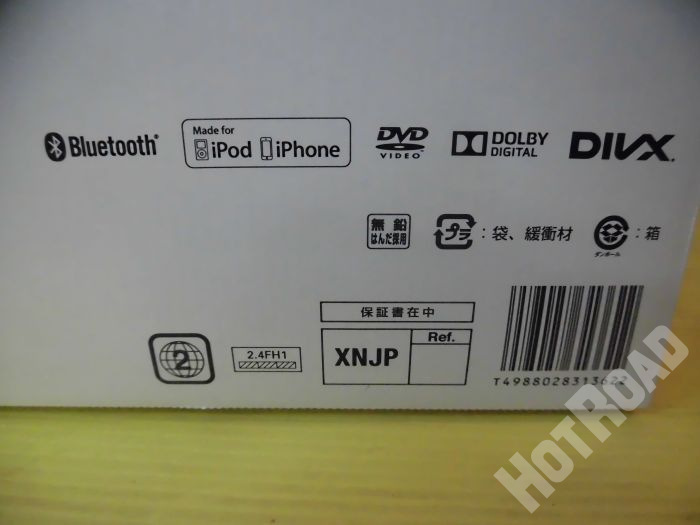 Bluetooth®
Made for
iPod iPhone
DVD
VIDEO™
DOLBY
DIGITAL
DIVX.
無鉛
はんだ採用
プラ : 袋、緩衝材
ダンボール : 箱
保証書在中
2
2.4FH1
XNJP
Ref.
T4988028313622
HOTROAD